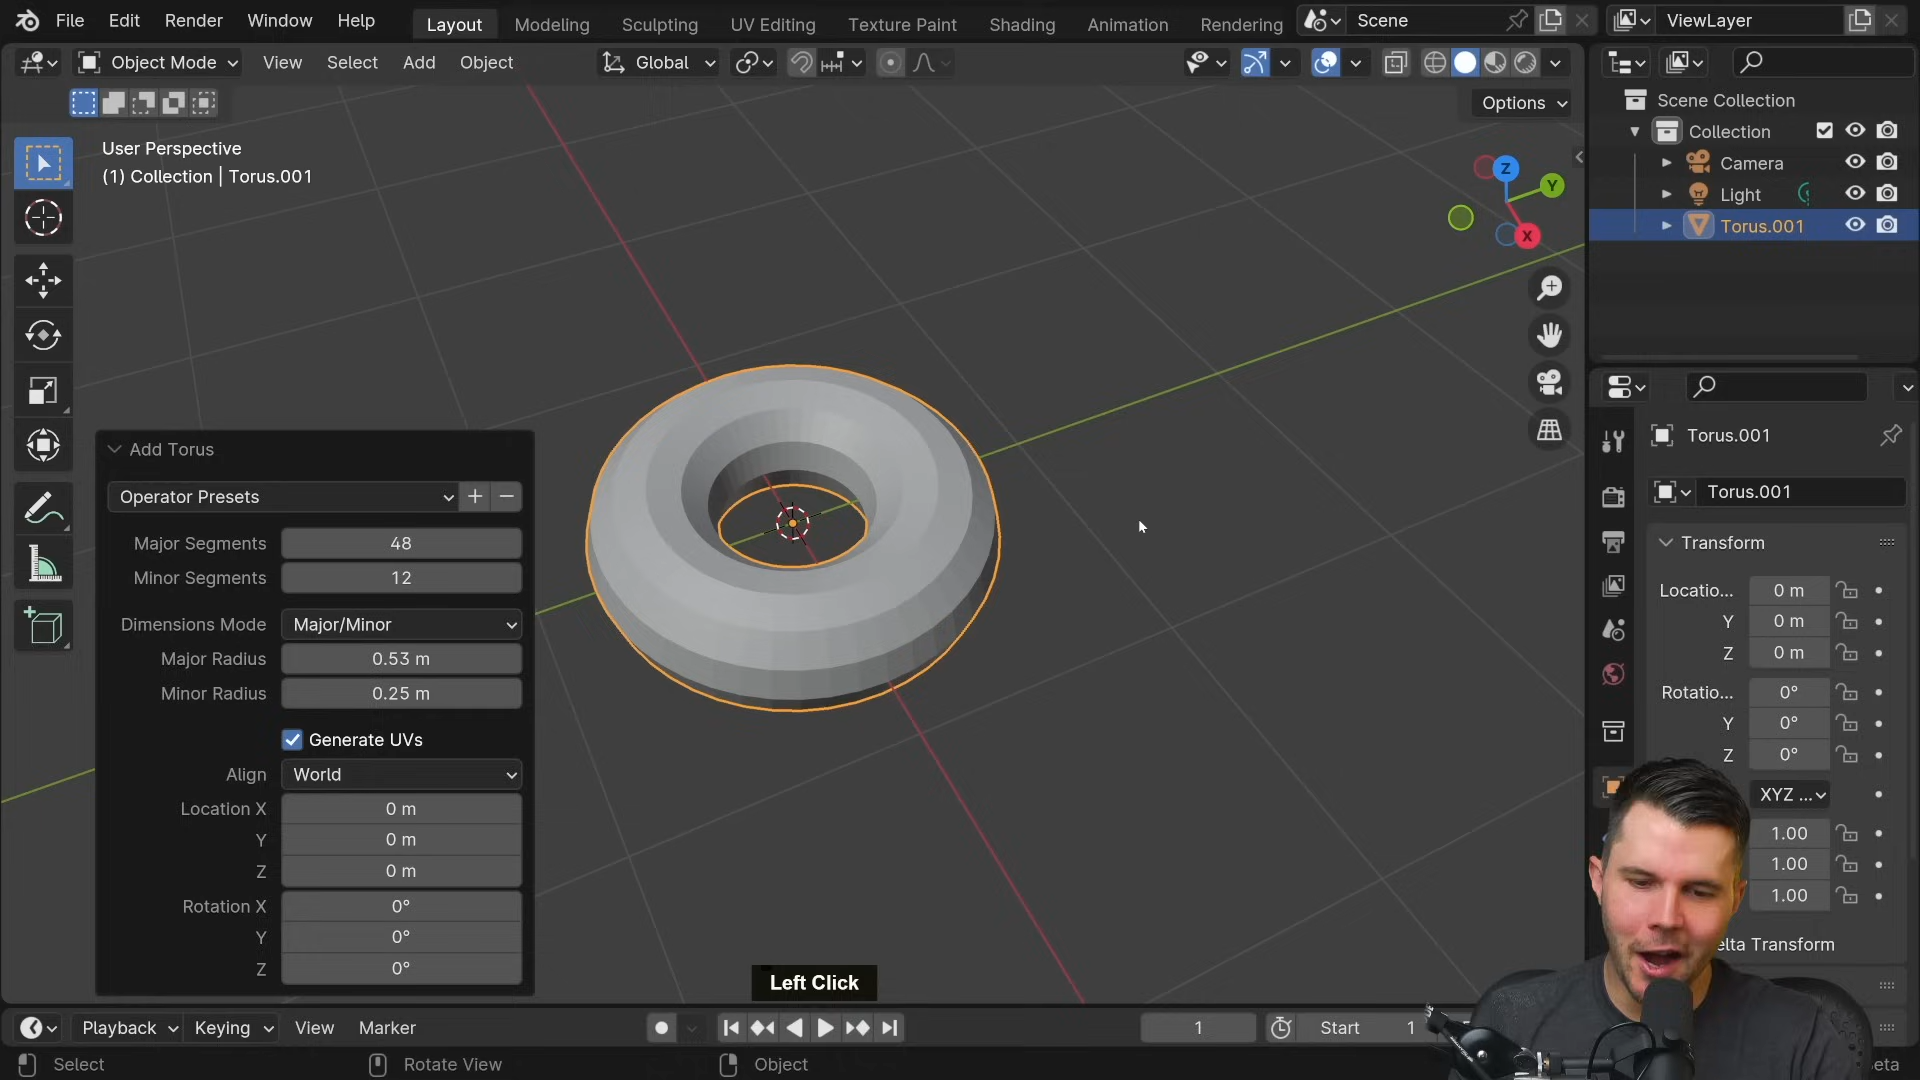 File Edit Render Window Help Layout Modeling Sculpting UV Editing Texture Paint Shading Animation Rendering Scene ViewLayer
Object Mode View Select Add Object Global
Options
User Perspective
(1) Collection | Torus.001
Z
Y
X
Scene Collection
Collection
Camera
Light
Torus.001
Add Torus
Operator Presets
Major Segments 48
Minor Segments 12
Dimensions Mode Major/Minor
Major Radius 0.53 m
Minor Radius 0.25 m
Generate UVs
Align World
Location X 0 m
Y 0 m
Z 0 m
Rotation X 0°
Y 0°
Z 0°
Torus.001
Torus.001
Transform
Locatio... 0 m
Y 0 m
Z 0 m
Rotatio... 0°
Y 0°
Z 0°
XYZ ...
1.00
1.00
1.00
elta Transform
Left Click
Playback Keying View Marker 1 Start 1
Select Rotate View Object eta